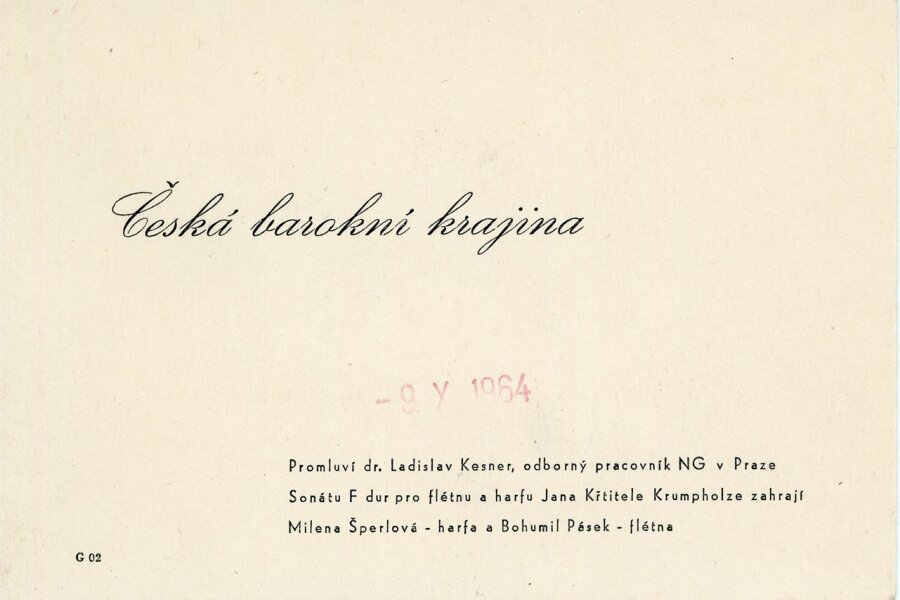 Česká barokní krajina
- 9 V 1964
Promluví dr. Ladislav Kesner, odborný pracovník NG v Praze
Sonátu F dur pro flétnu a harfu Jana Křtitele Krumpholze zahrají
Milena Šperlová - harfa a Bohumil Pásek - flétna
G 02